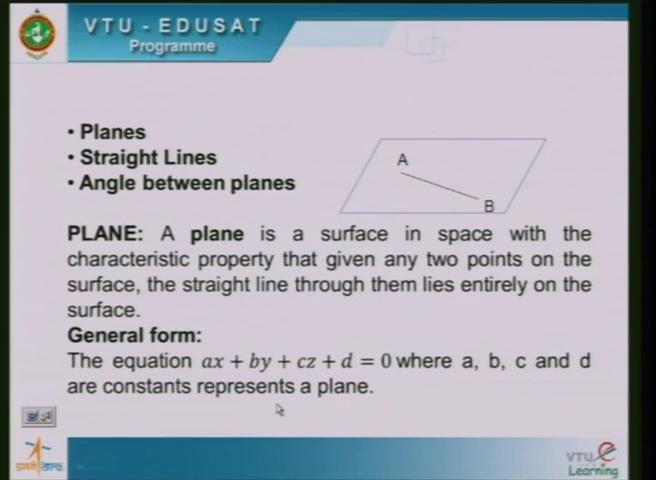 VTU - EDUSAT
Programme
• Planes
• Straight Lines
• Angle between planes
A
B
PLANE: A plane is a surface in space with the
characteristic property that given any two points on the
surface, the straight line through them lies entirely on the
surface.
General form:
The equation ax + by + cz + d = 0 where a, b, c and d
are constants represents a plane.
VTU e
Learning